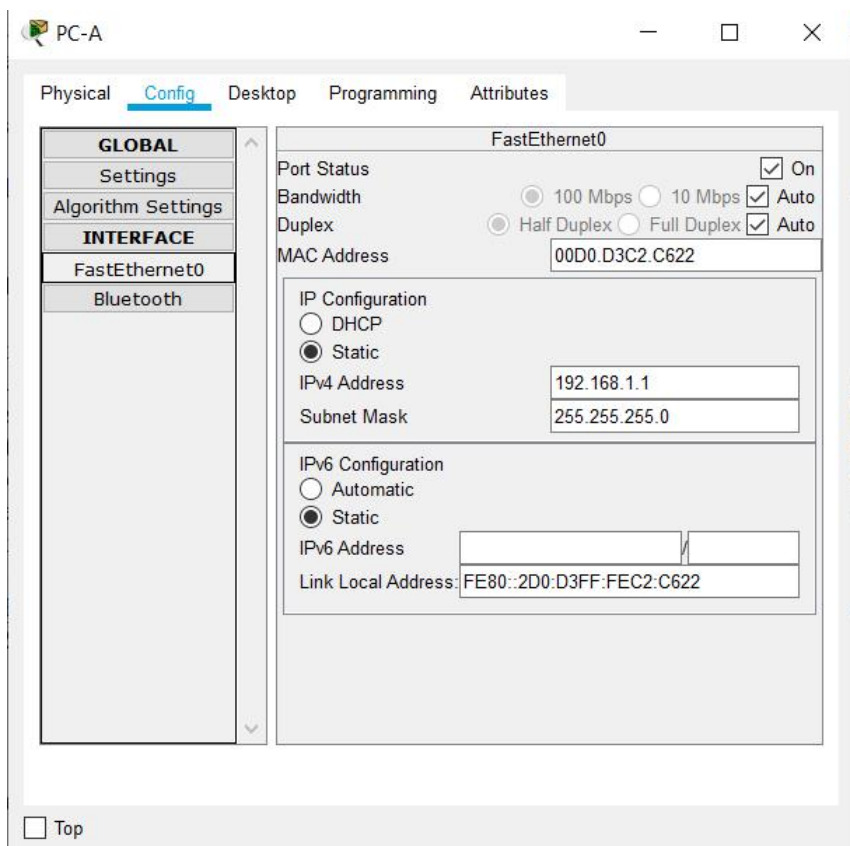 PC-A
Physical Config Desktop Programming Attributes
GLOBAL
Settings
Algorithm Settings
INTERFACE
FastEthernet0
Bluetooth
FastEthernet0
Port Status On
Bandwidth 100 Mbps 10 Mbps Auto
Duplex Half Duplex Full Duplex Auto
MAC Address 00D0.D3C2.C622
IP Configuration
DHCP
Static
IPv4 Address 192.168.1.1
Subnet Mask 255.255.255.0
IPv6 Configuration
Automatic
Static
IPv6 Address /
Link Local Address: FE80::2D0:D3FF:FEC2:C622
Top